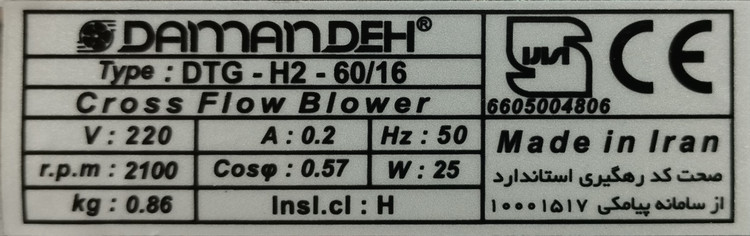 DAMANDEH®
Type : DTG - H2 - 60/16
Cross Flow Blower
V : 220 A : 0.2 Hz : 50
r.p.m : 2100 Cosφ : 0.57 W : 25
kg : 0.86 Insl.cl : H
CE
6605004806
Made in Iran
صحت کد رهگیری استاندارد
از سامانه پیامکی ۱۰۰۰۱۵۱۷